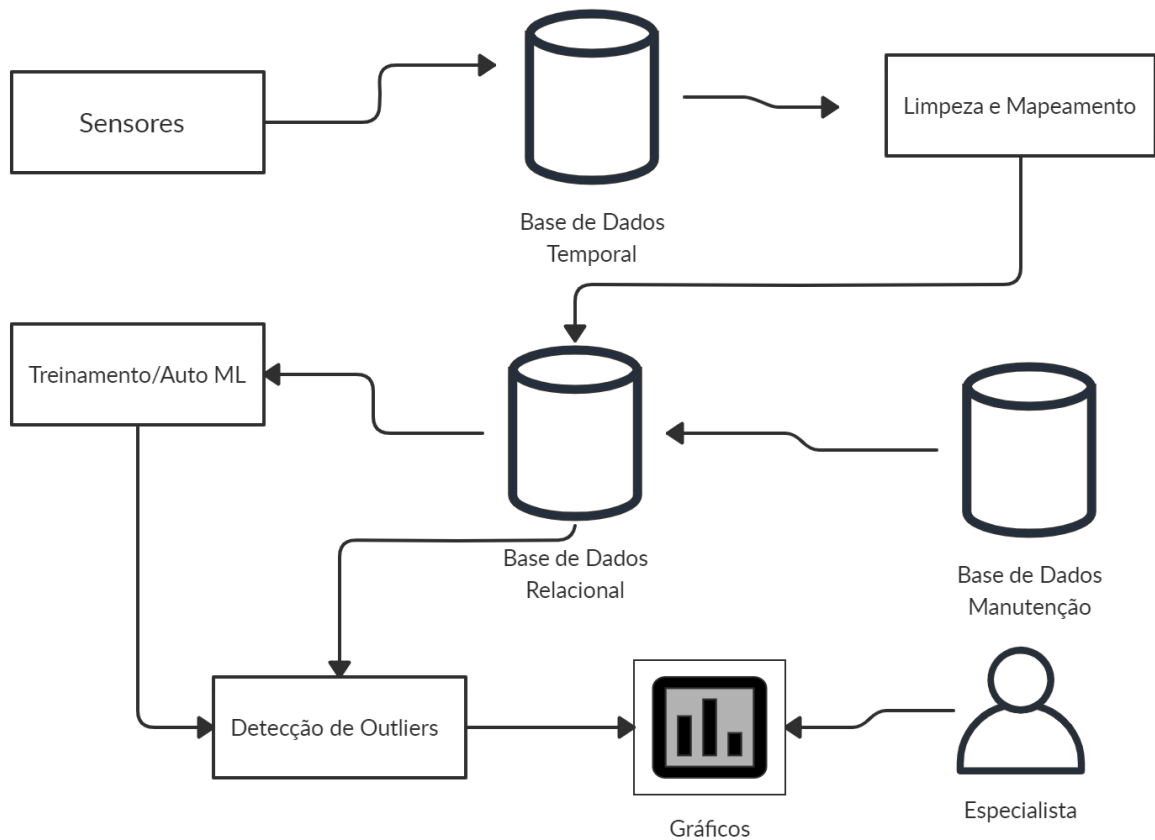 Sensores
Base de Dados
Temporal
Limpeza e Mapeamento
Treinamento/Auto ML
Base de Dados
Relacional
Base de Dados
Manutenção
Detecção de Outliers
Gráficos
Especialista